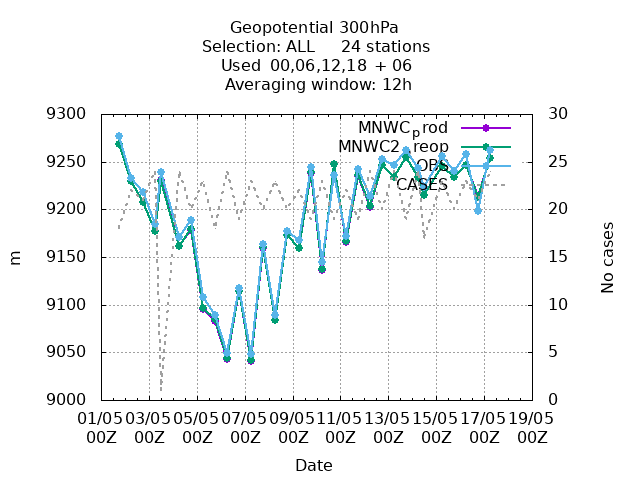 Geopotential 300hPa
Selection: ALL 24 stations
Used 00,06,12,18 + 06
Averaging window: 12h
9300
9250
9200
9150
9100
9050
9000
30
25
20
15
10
5
0
m
No cases
MNWCprod
MNWC2reop
OBS
CASES
01/05 03/05 05/05 07/05 09/05 11/05 13/05 15/05 17/05 19/05
00Z 00Z 00Z 00Z 00Z 00Z 00Z 00Z 00Z 00Z
Date